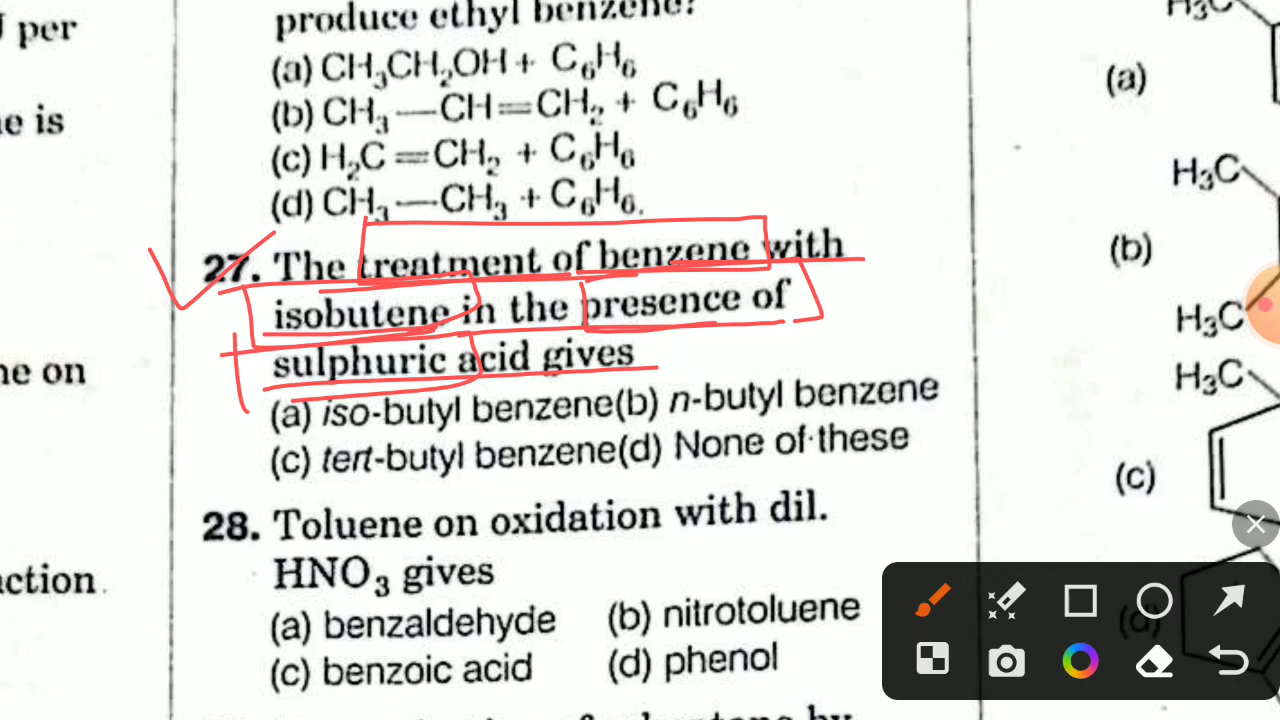 J per
ne is
ne on
action.
produce ethyl benzene?
(a) CH₃CH₂OH + C₆H₆
(b) CH₃—CH=CH₂ + C₆H₆
(c) H₂C=CH₂ + C₆H₆
(d) CH₃—CH₃ + C₆H₆.
27. The treatment of benzene with
isobutene in the presence of
sulphuric acid gives
(a) iso-butyl benzene(b) n-butyl benzene
(c) tert-butyl benzene(d) None of these
28. Toluene on oxidation with dil.
HNO₃ gives
(a) benzaldehyde (b) nitrotoluene
(c) benzoic acid (d) phenol
H₃C
(a)
H₃C
(b)
H₃C
H₃C
(c)
(d)